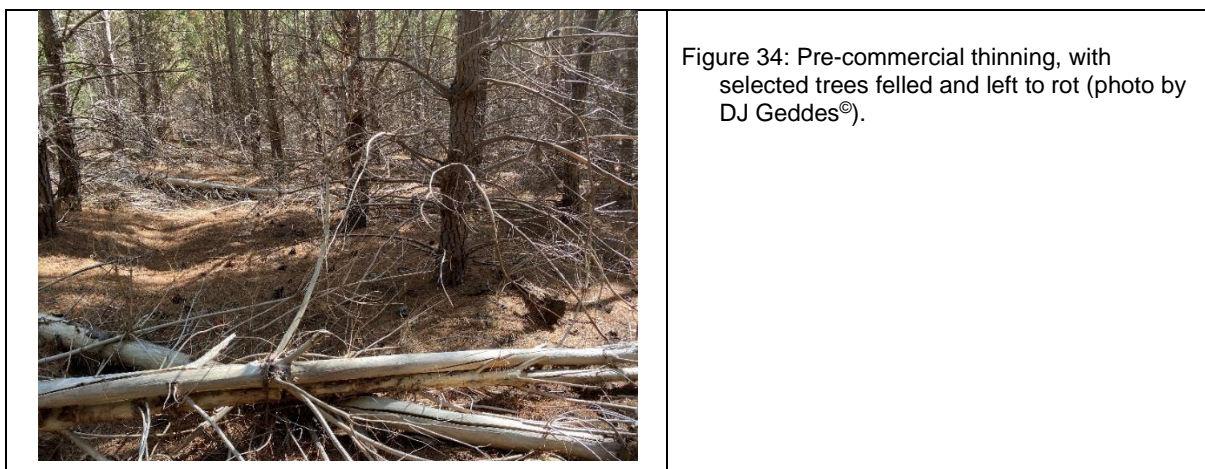 Figure 34: Pre-commercial thinning, with
selected trees felled and left to rot (photo by
DJ Geddes©).